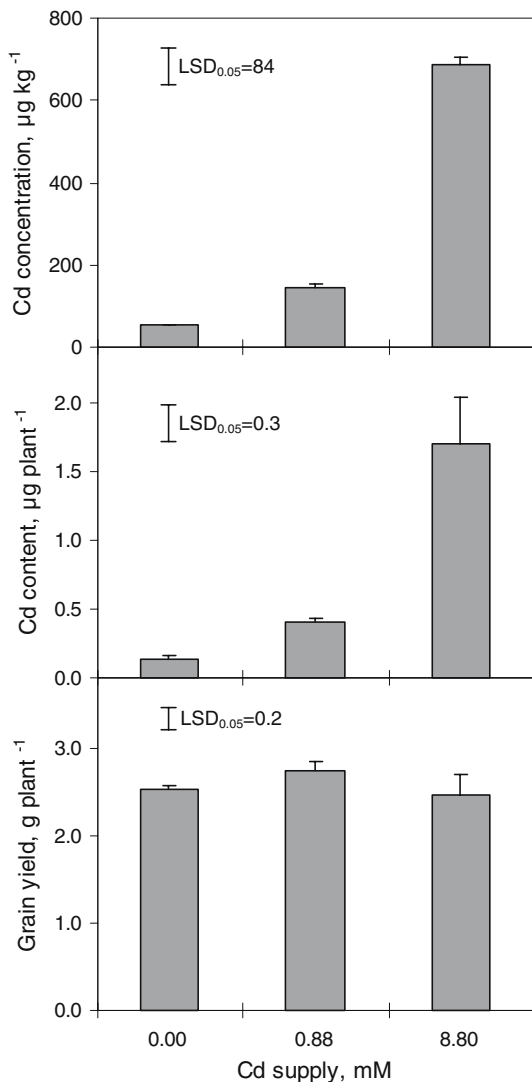 800
600
400
200
0
Cd concentration, µg kg⁻¹
LSD₀.₀₅=84
2.0
1.5
1.0
0.5
0.0
Cd content, µg plant ⁻¹
LSD₀.₀₅=0.3
3.0
2.0
1.0
0.0
Grain yield, g plant ⁻¹
LSD₀.₀₅=0.2
0.00 0.88 8.80
Cd supply, mM